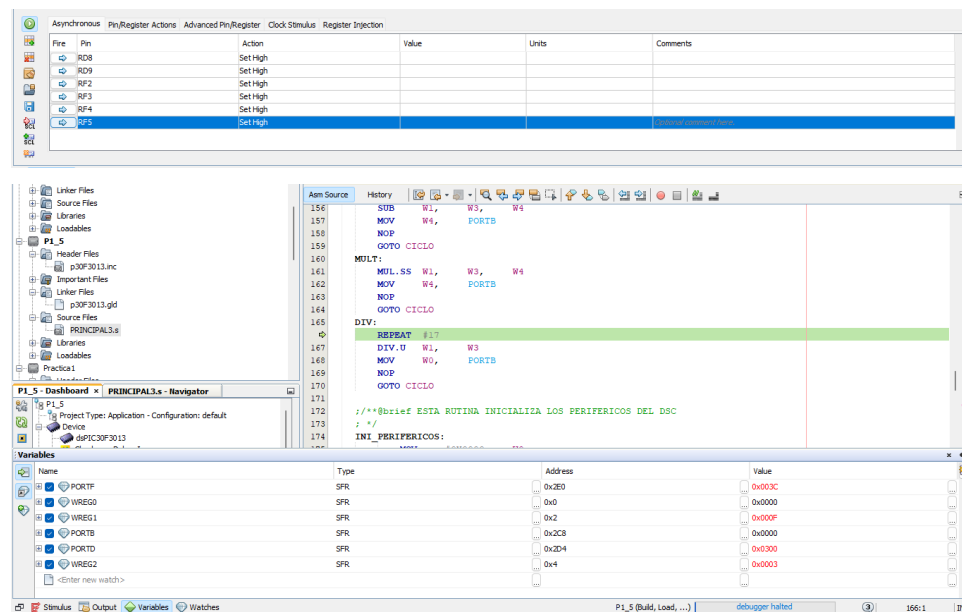 Asynchronous Pin/Register Actions Advanced Pin/Register Clock Stimulus Register Injection
Fire Pin Action Value Units Comments
RD8 Set High
RD9 Set High
RF2 Set High
RF3 Set High
RF4 Set High
RF5 Set High Optional comment here.
SCL
SCL
Linker Files
Source Files
Libraries
Loadables
P1_5
Header Files
p30F3013.inc
Important Files
Linker Files
p30F3013.gld
Source Files
PRINCIPAL3.s
Libraries
Loadables
Practica1
P1_5 - Dashboard × PRINCIPAL3.s - Navigator
P1_5
Project Type: Application - Configuration: default
Device
dsPIC30F3013
Asm Source History
156 SUB W1, W3, W4
157 MOV W4, PORTB
158 NOP
159 GOTO CICLO
160 MULT:
161 MUL.SS W1, W3, W4
162 MOV W4, PORTB
163 NOP
164 GOTO CICLO
165 DIV:
REPEAT #17
167 DIV.U W1, W3
168 MOV W0, PORTB
169 NOP
170 GOTO CICLO
171
172 ;/**@brief ESTA RUTINA INICIALIZA LOS PERIFERICOS DEL DSC
173 ; */
174 INI_PERIFERICOS:
Variables
Name Type Address Value
PORTF SFR 0x2E0 0x003C
WREG0 SFR 0x0 0x0000
WREG1 SFR 0x2 0x000F
PORTB SFR 0x2C8 0x0000
PORTD SFR 0x2D4 0x0300
WREG2 SFR 0x4 0x0003
<Enter new watch>
Stimulus Output Variables Watches P1_5 (Build, Load, ...) debugger halted 3 166:1